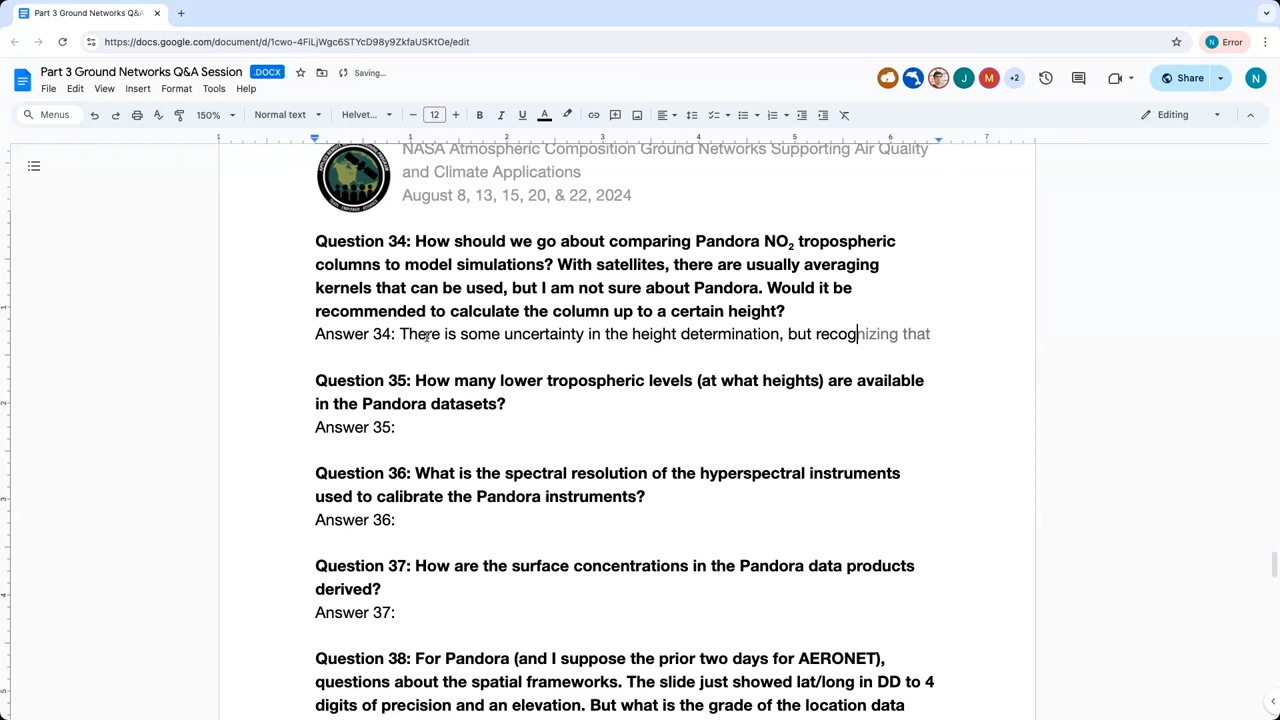 Part 3 Ground Networks Q&A
https://docs.google.com/document/d/1cwo-4FiLjWgc6STYcD98y9ZkfaUSKtOe/edit
N Error
Part 3 Ground Networks Q&A Session .DOCX Saving...
J M +2 Share N
File Edit View Insert Format Tools Help
Menus 150% Normal text Helvet... 12 B I U A Editing
1 1 2 3 4 5 6 7
NASA Atmospheric Composition Ground Networks Supporting Air Quality
and Climate Applications
August 8, 13, 15, 20, & 22, 2024
Question 34: How should we go about comparing Pandora NO₂ tropospheric
columns to model simulations? With satellites, there are usually averaging
kernels that can be used, but I am not sure about Pandora. Would it be
recommended to calculate the column up to a certain height?
Answer 34: There is some uncertainty in the height determination, but recognizing that
Question 35: How many lower tropospheric levels (at what heights) are available
in the Pandora datasets?
Answer 35:
Question 36: What is the spectral resolution of the hyperspectral instruments
used to calibrate the Pandora instruments?
Answer 36:
Question 37: How are the surface concentrations in the Pandora data products
derived?
Answer 37:
Question 38: For Pandora (and I suppose the prior two days for AERONET),
questions about the spatial frameworks. The slide just showed lat/long in DD to 4
digits of precision and an elevation. But what is the grade of the location data